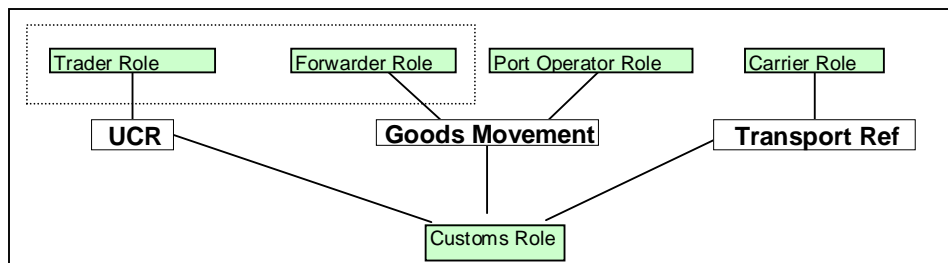 Trader Role
Forwarder Role
Port Operator Role
Carrier Role
UCR
Goods Movement
Transport Ref
Customs Role